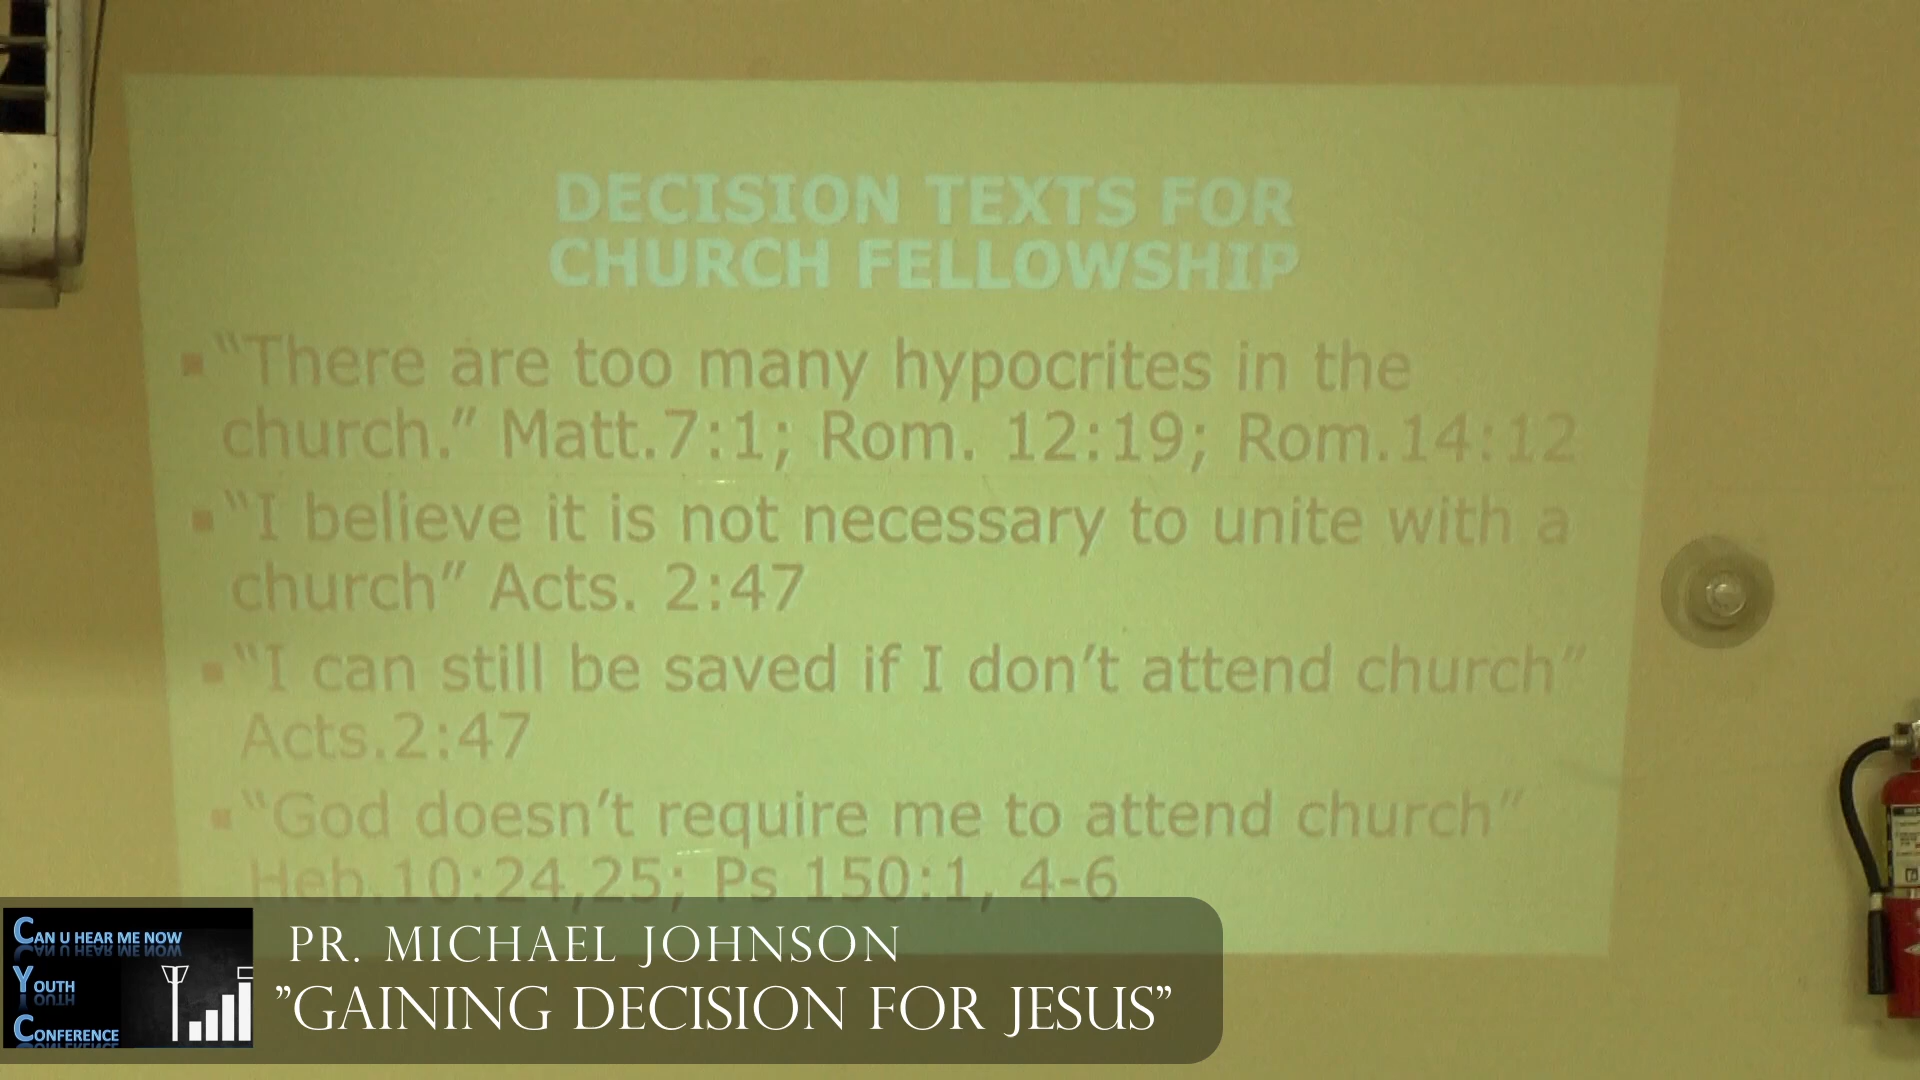 DECISION TEXTS FOR
CHURCH FELLOWSHIP
▪"There are too many hypocrites in the
church." Matt.7:1; Rom. 12:19; Rom.14:12
▪"I believe it is not necessary to unite with a
church" Acts. 2:47
▪"I can still be saved if I don't attend church"
Acts.2:47
▪"God doesn't require me to attend church"
Heb.10:24,25; Ps 150:1, 4-6
CAN U HEAR ME NOW
YOUTH
CONFERENCE
PR. MICHAEL JOHNSON
"GAINING DECISION FOR JESUS"